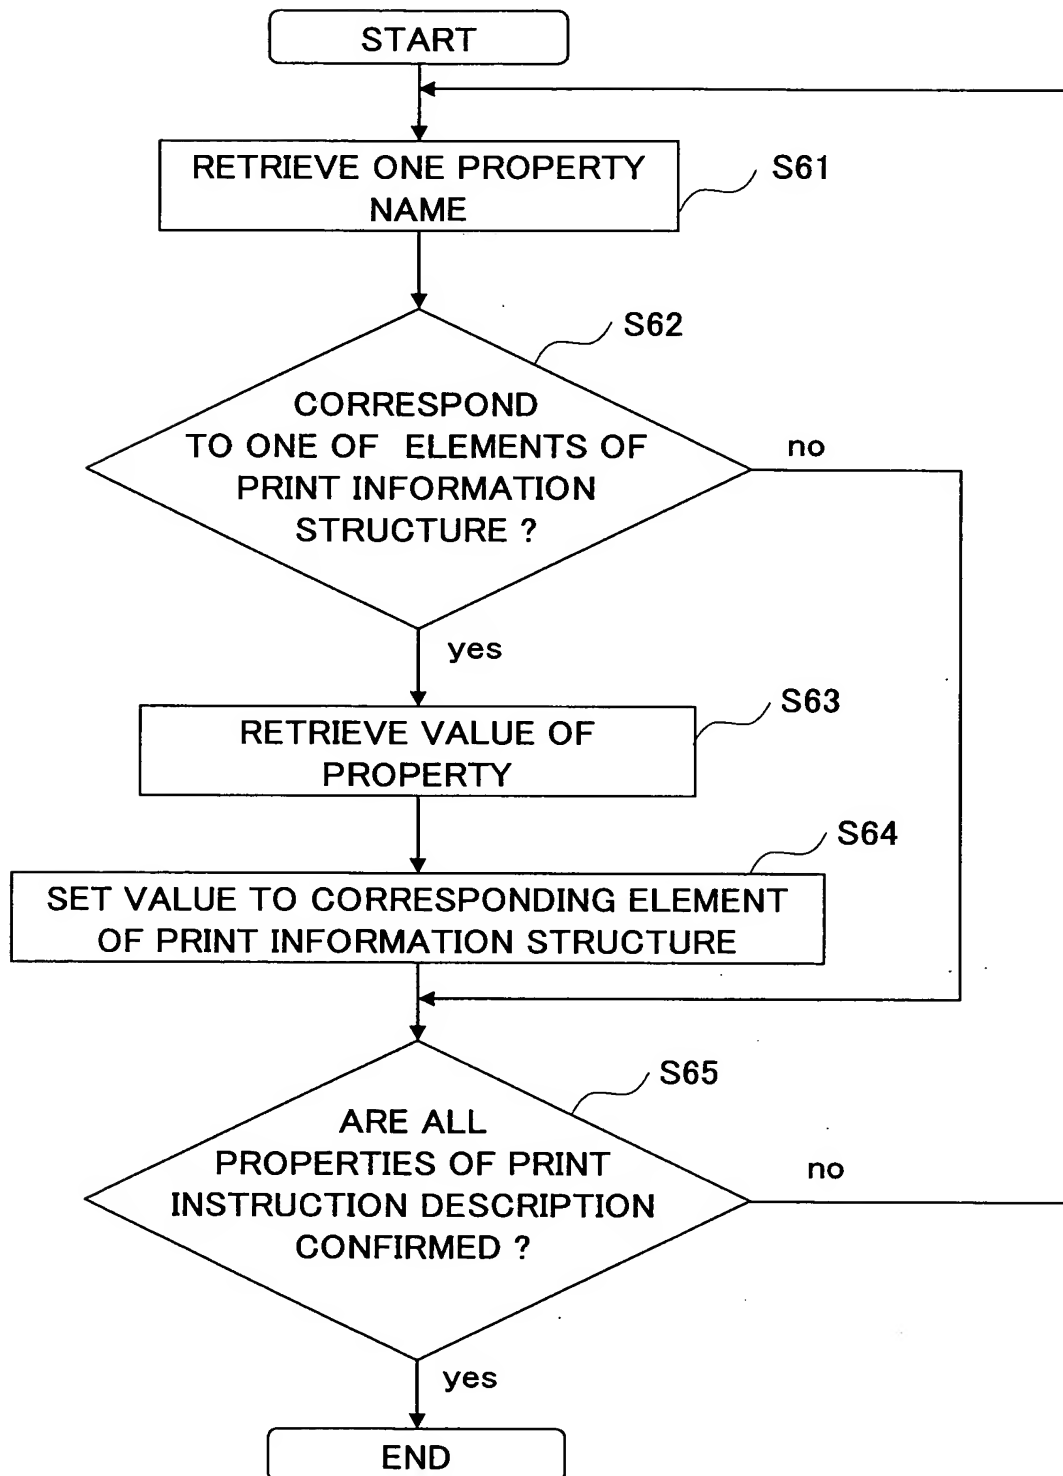 START
RETRIEVE ONE PROPERTY
NAME
S61
S62
CORRESPOND
TO ONE OF ELEMENTS OF
PRINT INFORMATION
STRUCTURE ?
no
yes
S63
RETRIEVE VALUE OF
PROPERTY
S64
SET VALUE TO CORRESPONDING ELEMENT
OF PRINT INFORMATION STRUCTURE
S65
ARE ALL
PROPERTIES OF PRINT
INSTRUCTION DESCRIPTION
CONFIRMED ?
no
yes
END